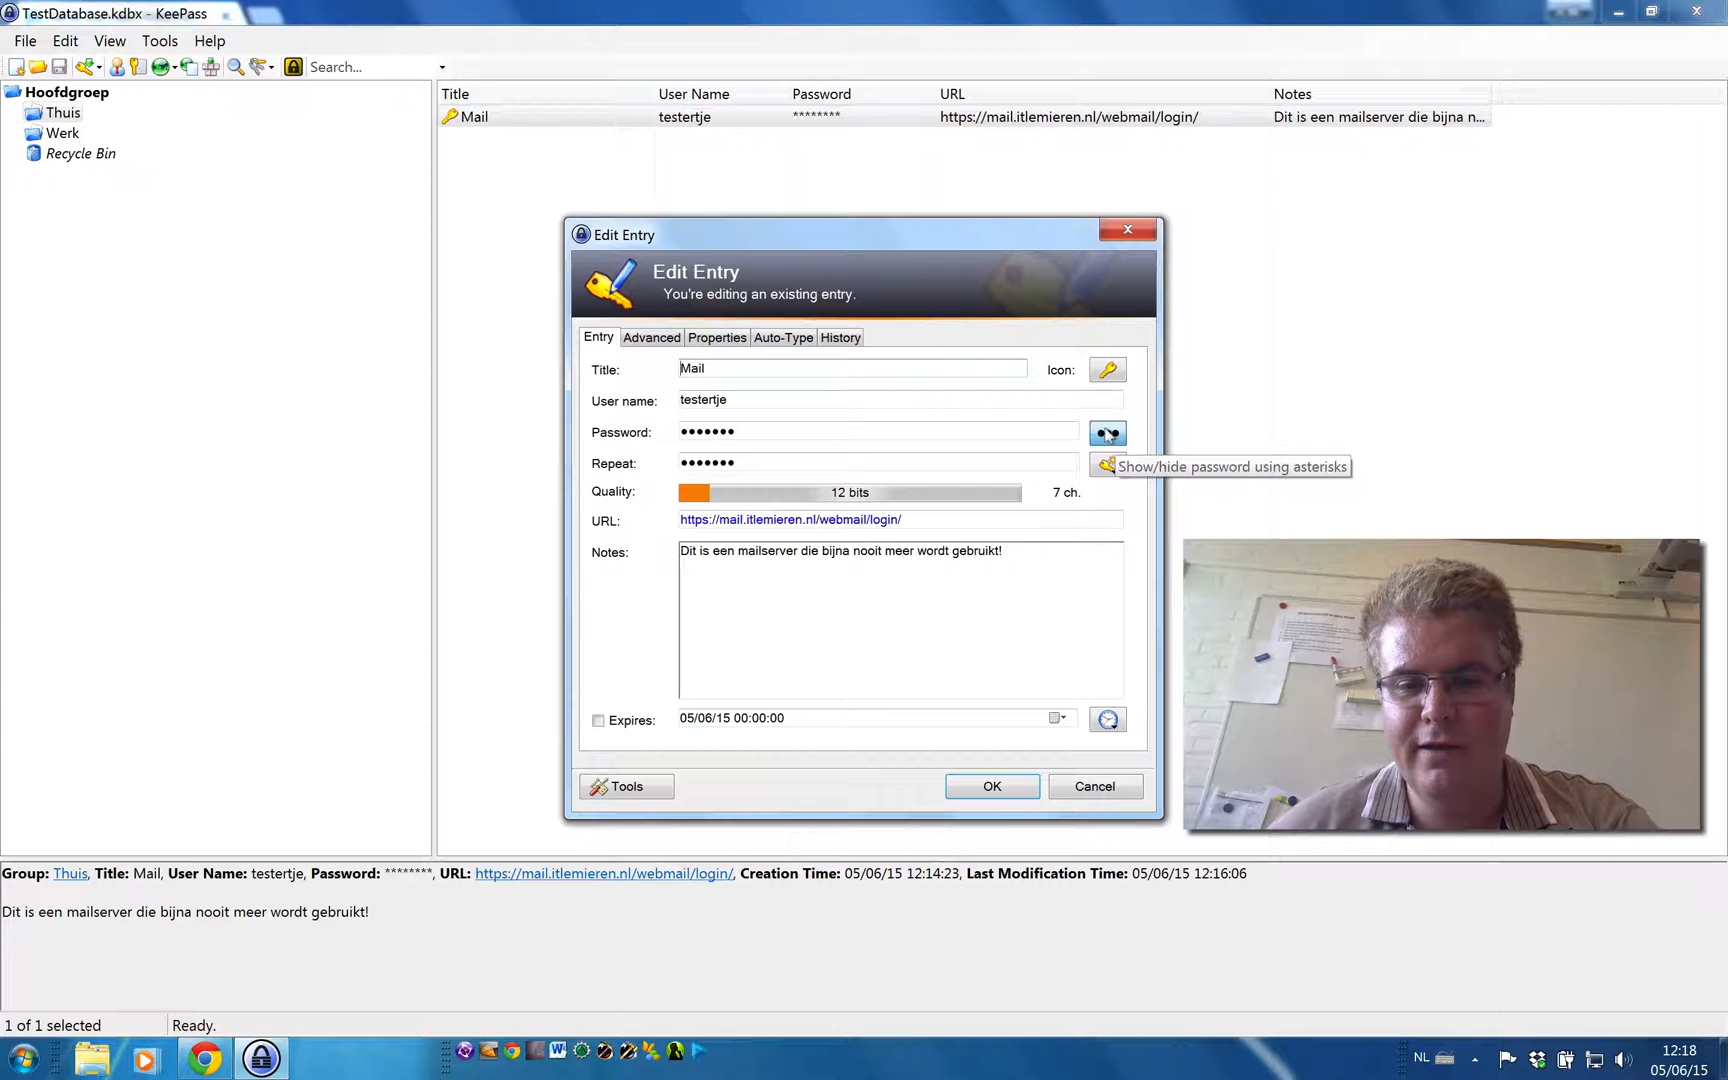 TestDatabase.kdbx - KeePass
File Edit View Tools Help
Search...
Hoofdgroep
Thuis
Werk
Recycle Bin
Title User Name Password URL Notes
Mail testertje ******** https://mail.itlemieren.nl/webmail/login/ Dit is een mailserver die bijna n...
Edit Entry
Edit Entry
You're editing an existing entry.
Entry Advanced Properties Auto-Type History
Title: Mail Icon:
User name: testertje
Password: •••••••
Show/hide password using asterisks
Repeat: •••••••
Quality: 12 bits 7 ch.
URL: https://mail.itlemieren.nl/webmail/login/
Notes: Dit is een mailserver die bijna nooit meer wordt gebruikt!
Expires: 05/06/15 00:00:00
Tools OK Cancel
Group: Thuis, Title: Mail, User Name: testertje, Password: ********, URL: https://mail.itlemieren.nl/webmail/login/, Creation Time: 05/06/15 12:14:23, Last Modification Time: 05/06/15 12:16:06
Dit is een mailserver die bijna nooit meer wordt gebruikt!
1 of 1 selected Ready.
NL 12:18
05/06/15